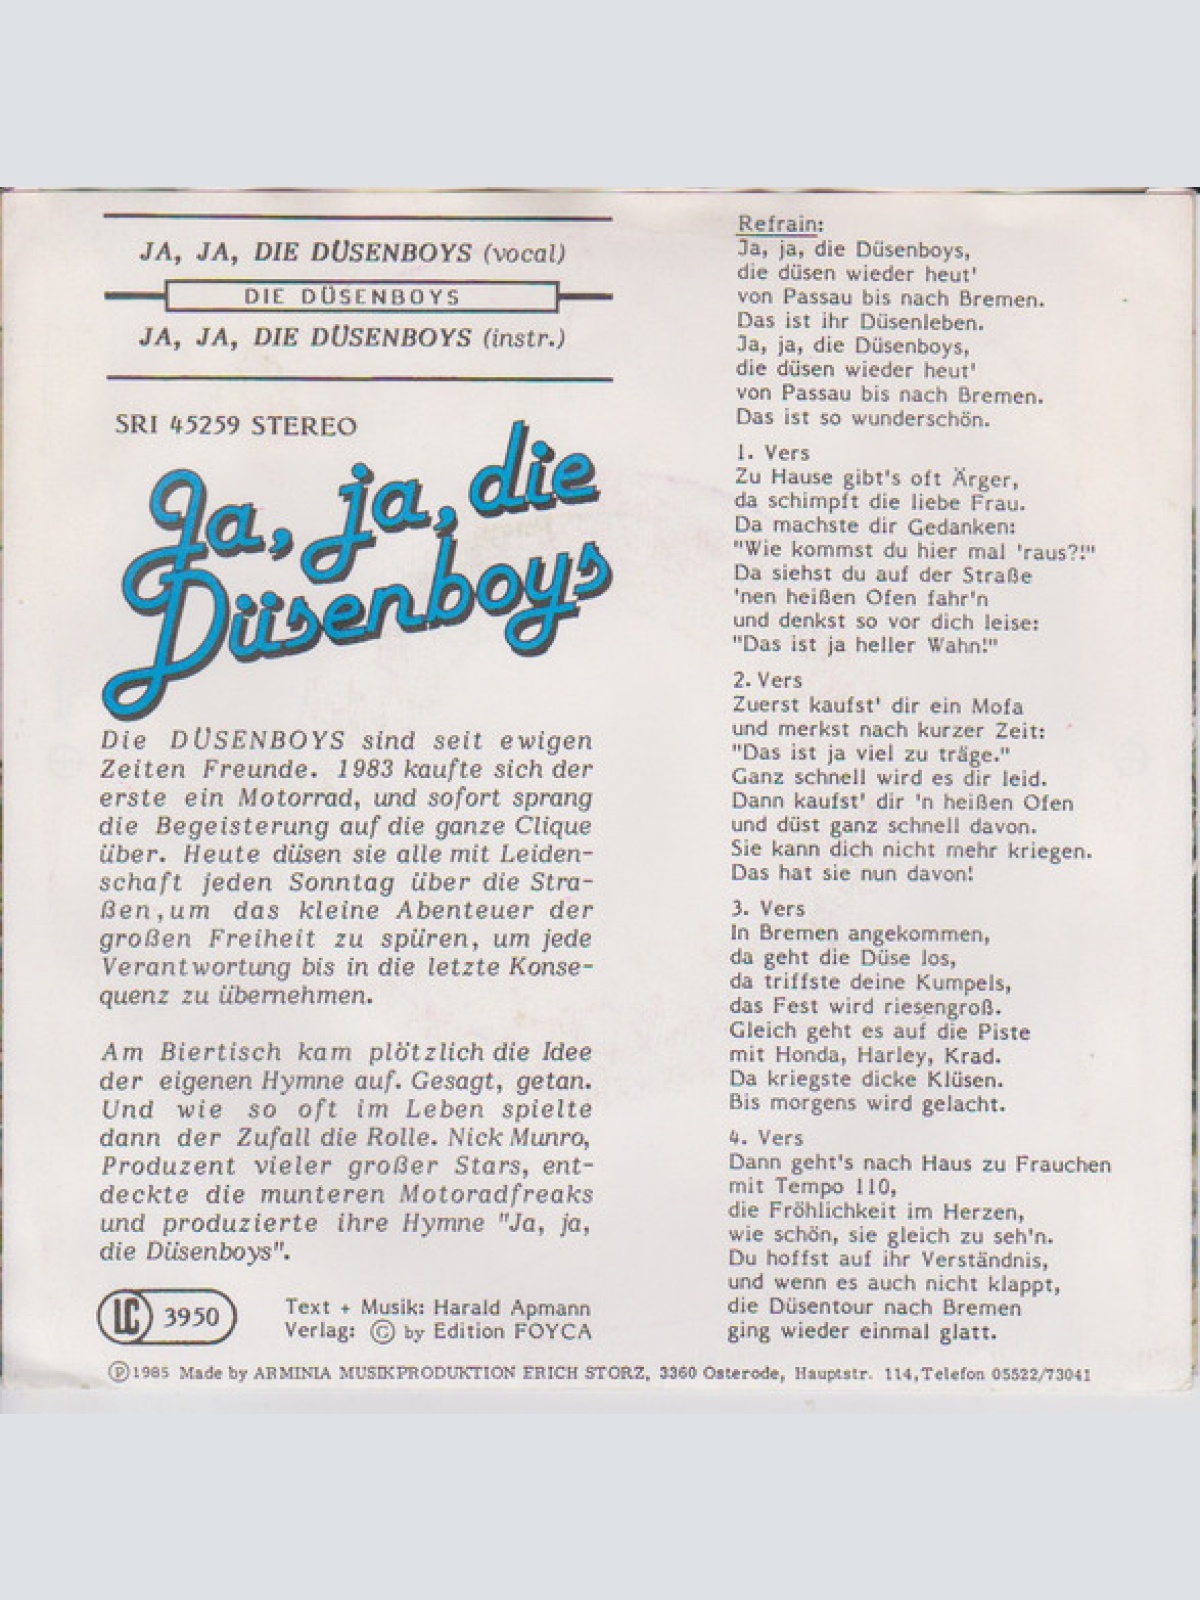 JA, JA, DIE DÜSENBOYS (vocal)
DIE DÜSENBOYS
JA, JA, DIE DÜSENBOYS (instr.)
SRI 45259 STEREO
Ja, ja, die
Düsenboys
Die DÜSENBOYS sind seit ewigen
Zeiten Freunde. 1983 kaufte sich der
erste ein Motorrad, und sofort sprang
die Begeisterung auf die ganze Clique
über. Heute düsen sie alle mit Leiden-
schaft jeden Sonntag über die Stra-
ßen, um das kleine Abenteuer der
großen Freiheit zu spüren, um jede
Verantwortung bis in die letzte Konse-
quenz zu übernehmen.
Am Biertisch kam plötzlich die Idee
der eigenen Hymne auf. Gesagt, getan.
Und wie so oft im Leben spielte
dann der Zufall die Rolle. Nick Munro,
Produzent vieler großer Stars, ent-
deckte die munteren Motoradfreaks
und produzierte ihre Hymne "Ja, ja,
die Düsenboys".
LC 3950
Text + Musik: Harald Apmann
Verlag: © by Edition FOYCA
Refrain:
Ja, ja, die Düsenboys,
die düsen wieder heut'
von Passau bis nach Bremen.
Das ist ihr Düsenleben.
Ja, ja, die Düsenboys,
die düsen wieder heut'
von Passau bis nach Bremen.
Das ist so wunderschön.
1. Vers
Zu Hause gibt's oft Ärger,
da schimpft die liebe Frau.
Da machste dir Gedanken:
"Wie kommst du hier mal 'raus?!"
Da siehst du auf der Straße
'nen heißen Ofen fahr'n
und denkst so vor dich leise:
"Das ist ja heller Wahn!"
2. Vers
Zuerst kaufst' dir ein Mofa
und merkst nach kurzer Zeit:
"Das ist ja viel zu träge."
Ganz schnell wird es dir leid.
Dann kaufst' dir 'n heißen Ofen
und düst ganz schnell davon.
Sie kann dich nicht mehr kriegen.
Das hat sie nun davon!
3. Vers
In Bremen angekommen,
da geht die Düse los,
da triffste deine Kumpels,
das Fest wird riesengroß.
Gleich geht es auf die Piste
mit Honda, Harley, Krad.
Da kriegste dicke Klüsen.
Bis morgens wird gelacht.
4. Vers
Dann geht's nach Haus zu Frauchen
mit Tempo 110,
die Fröhlichkeit im Herzen,
wie schön, sie gleich zu seh'n.
Du hoffst auf ihr Verständnis,
und wenn es auch nicht klappt,
die Düsentour nach Bremen
ging wieder einmal glatt.
℗1985 Made by ARMINIA MUSIKPRODUKTION ERICH STORZ, 3360 Osterode, Hauptstr. 114, Telefon 05522/73041